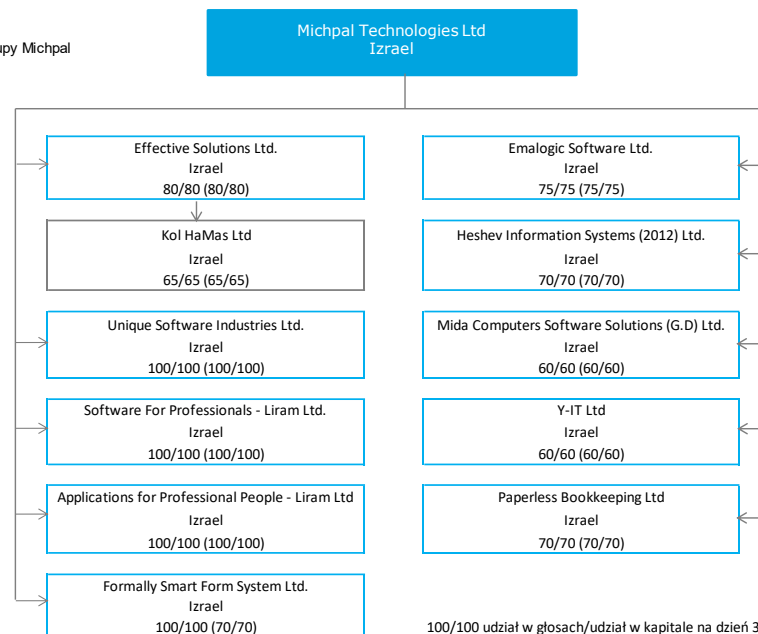 Michpal Technologies Ltd
Izrael
Michpal
Effective Solutions Ltd.
Izrael
80/80 (80/80)
Kol HaMas Ltd
Izrael
65/65 (65/65)
Unique Software Industries Ltd.
Izrael
100/100 (100/100)
Software For Professionals - Liram Ltd.
Izrael
100/100 (100/100)
Applications for Professional People - Liram Ltd
Izrael
100/100 (100/100)
Formally Smart Form System Ltd.
Izrael
100/100 (70/70)
Emalogic Software Ltd.
Izrael
75/75 (75/75)
Heshev Information Systems (2012) Ltd.
Izrael
70/70 (70/70)
Mida Computers Software Solutions (G.D) Ltd.
Izrael
60/60 (60/60)
Y-IT Ltd
Izrael
60/60 (60/60)
Paperless Bookkeeping Ltd
Izrael
70/70 (70/70)
100/100 udział w głosach/udział w kapitale na dzień